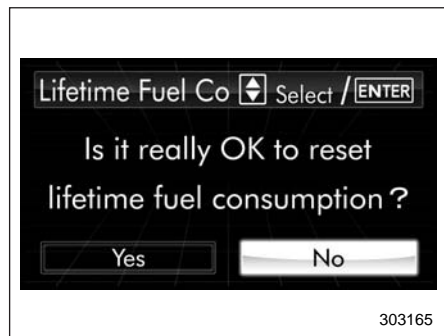 Lifetime Fuel Co Select / ENTER
Is it really OK to reset
lifetime fuel consumption ?
Yes No
303165